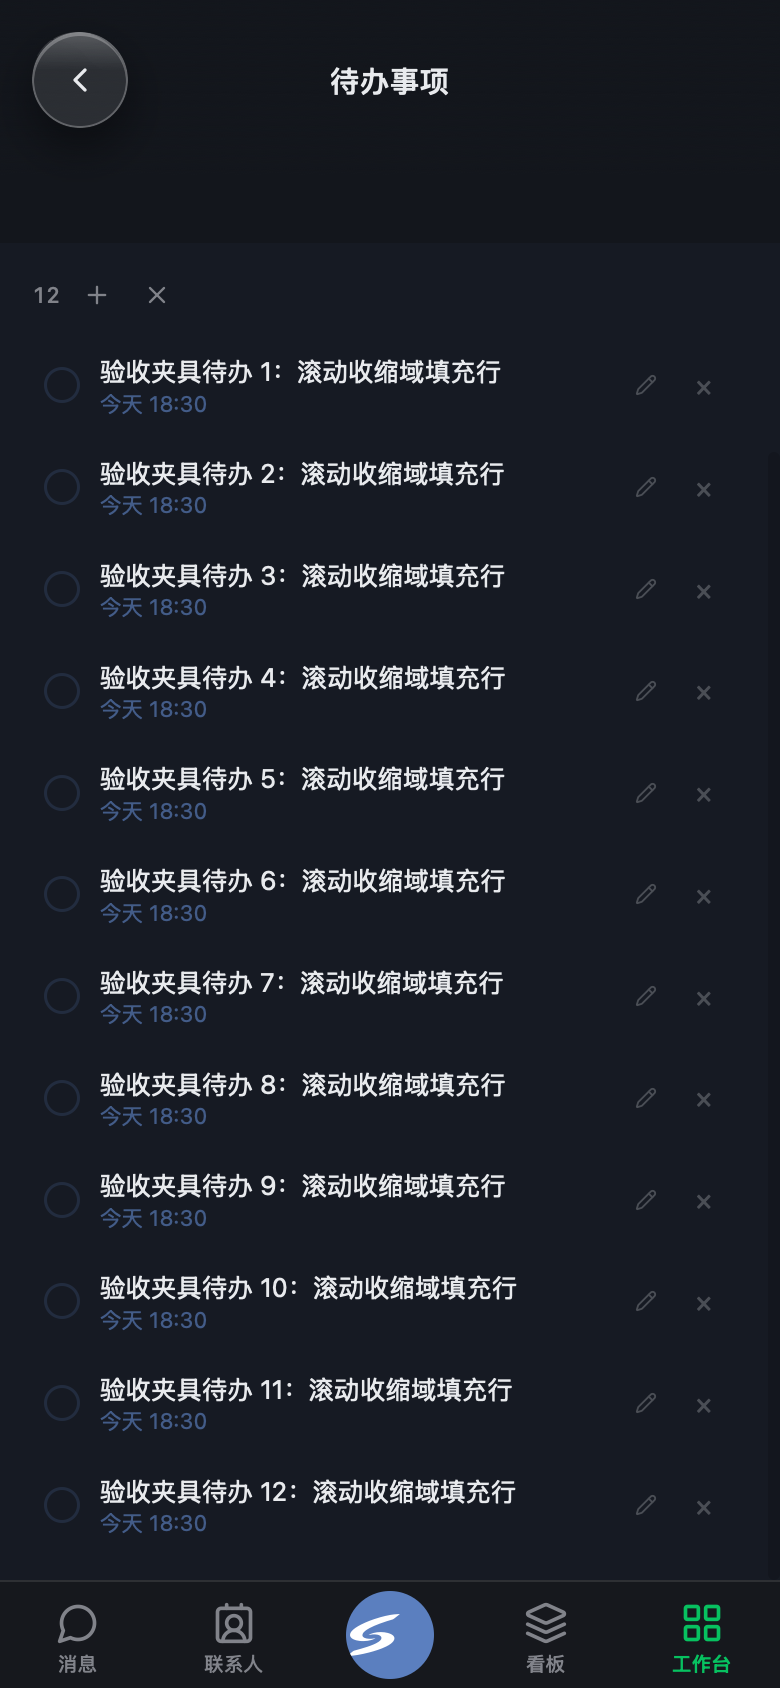 待办事项
12
验收夹具待办 1：滚动收缩域填充行
今天 18:30
验收夹具待办 2：滚动收缩域填充行
今天 18:30
验收夹具待办 3：滚动收缩域填充行
今天 18:30
验收夹具待办 4：滚动收缩域填充行
今天 18:30
验收夹具待办 5：滚动收缩域填充行
今天 18:30
验收夹具待办 6：滚动收缩域填充行
今天 18:30
验收夹具待办 7：滚动收缩域填充行
今天 18:30
验收夹具待办 8：滚动收缩域填充行
今天 18:30
验收夹具待办 9：滚动收缩域填充行
今天 18:30
验收夹具待办 10：滚动收缩域填充行
今天 18:30
验收夹具待办 11：滚动收缩域填充行
今天 18:30
验收夹具待办 12：滚动收缩域填充行
今天 18:30
消息 联系人 看板 工作台